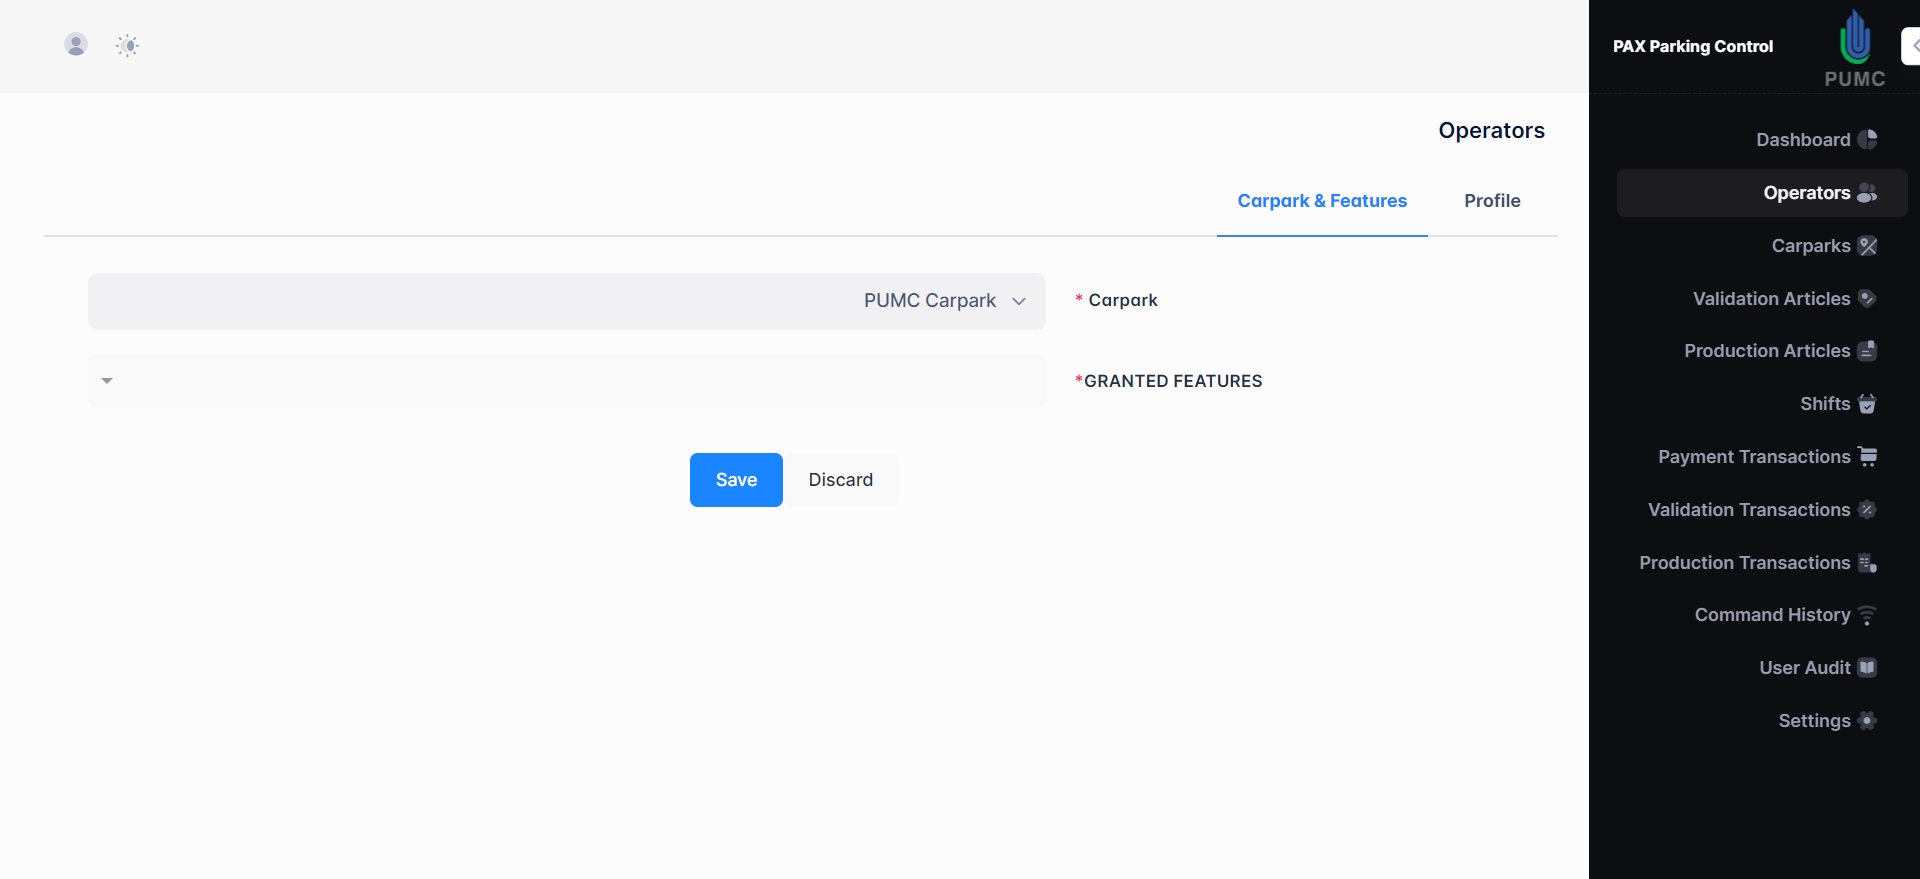 PAX Parking Control
PUMC
Dashboard
Operators
Carparks
Validation Articles
Production Articles
Shifts
Payment Transactions
Validation Transactions
Production Transactions
Command History
User Audit
Settings
Operators
Profile
Carpark & Features
* Carpark
PUMC Carpark
*GRANTED FEATURES
Save
Discard